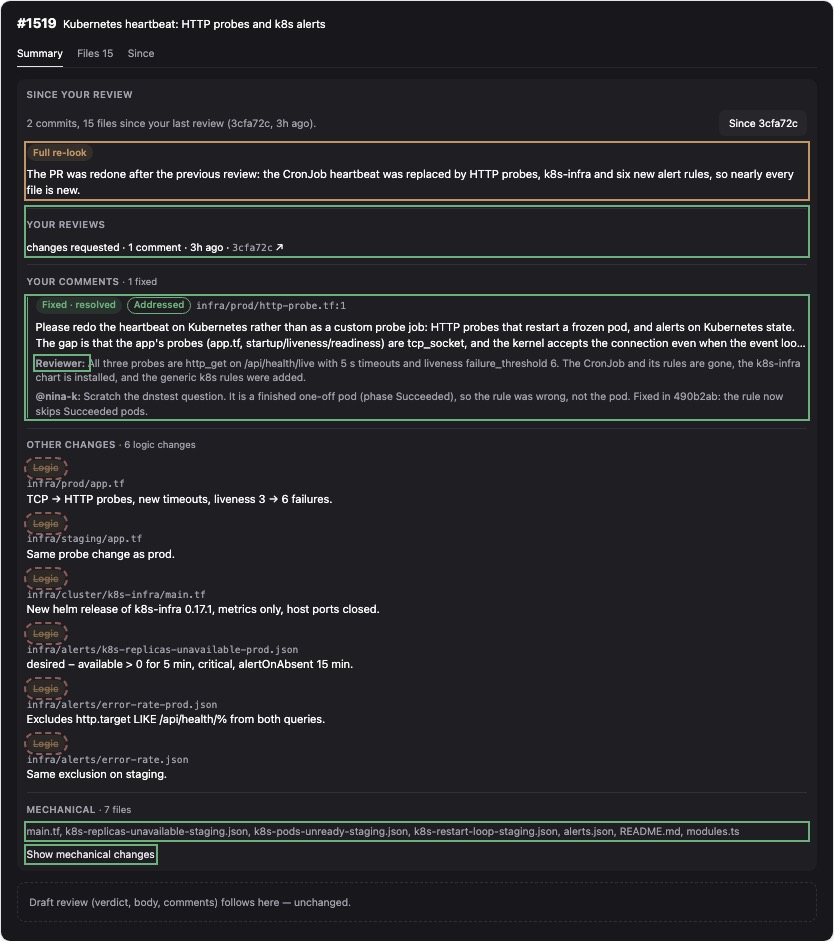 #1519 Kubernetes heartbeat: HTTP probes and k8s alerts
Summary Files 15 Since
SINCE YOUR REVIEW
2 commits, 15 files since your last review (3cfa72c, 3h ago).
Since 3cfa72c
Full re-look
The PR was redone after the previous review: the CronJob heartbeat was replaced by HTTP probes, k8s-infra and six new alert rules, so nearly every
file is new.
YOUR REVIEWS
changes requested · 1 comment · 3h ago · 3cfa72c ↗
YOUR COMMENTS · 1 fixed
Fixed · resolved Addressed infra/prod/http-probe.tf:1
Please redo the heartbeat on Kubernetes rather than as a custom probe job: HTTP probes that restart a frozen pod, and alerts on Kubernetes state.
The gap is that the app's probes (app.tf, startup/liveness/readiness) are tcp_socket, and the kernel accepts the connection even when the event loo...
Reviewer: All three probes are http_get on /api/health/live with 5 s timeouts and liveness failure_threshold 6. The CronJob and its rules are gone, the k8s-infra
chart is installed, and the generic k8s rules were added.
@nina-k: Scratch the dnstest question. It is a finished one-off pod (phase Succeeded), so the rule was wrong, not the pod. Fixed in 490b2ab: the rule now
skips Succeeded pods.
OTHER CHANGES · 6 logic changes
Logic
infra/prod/app.tf
TCP → HTTP probes, new timeouts, liveness 3 → 6 failures.
Logic
infra/staging/app.tf
Same probe change as prod.
Logic
infra/cluster/k8s-infra/main.tf
New helm release of k8s-infra 0.17.1, metrics only, host ports closed.
Logic
infra/alerts/k8s-replicas-unavailable-prod.json
desired − available > 0 for 5 min, critical, alertOnAbsent 15 min.
Logic
infra/alerts/error-rate-prod.json
Excludes http.target LIKE /api/health/% from both queries.
Logic
infra/alerts/error-rate.json
Same exclusion on staging.
MECHANICAL · 7 files
main.tf, k8s-replicas-unavailable-staging.json, k8s-pods-unready-staging.json, k8s-restart-loop-staging.json, alerts.json, README.md, modules.ts
Show mechanical changes
Draft review (verdict, body, comments) follows here — unchanged.